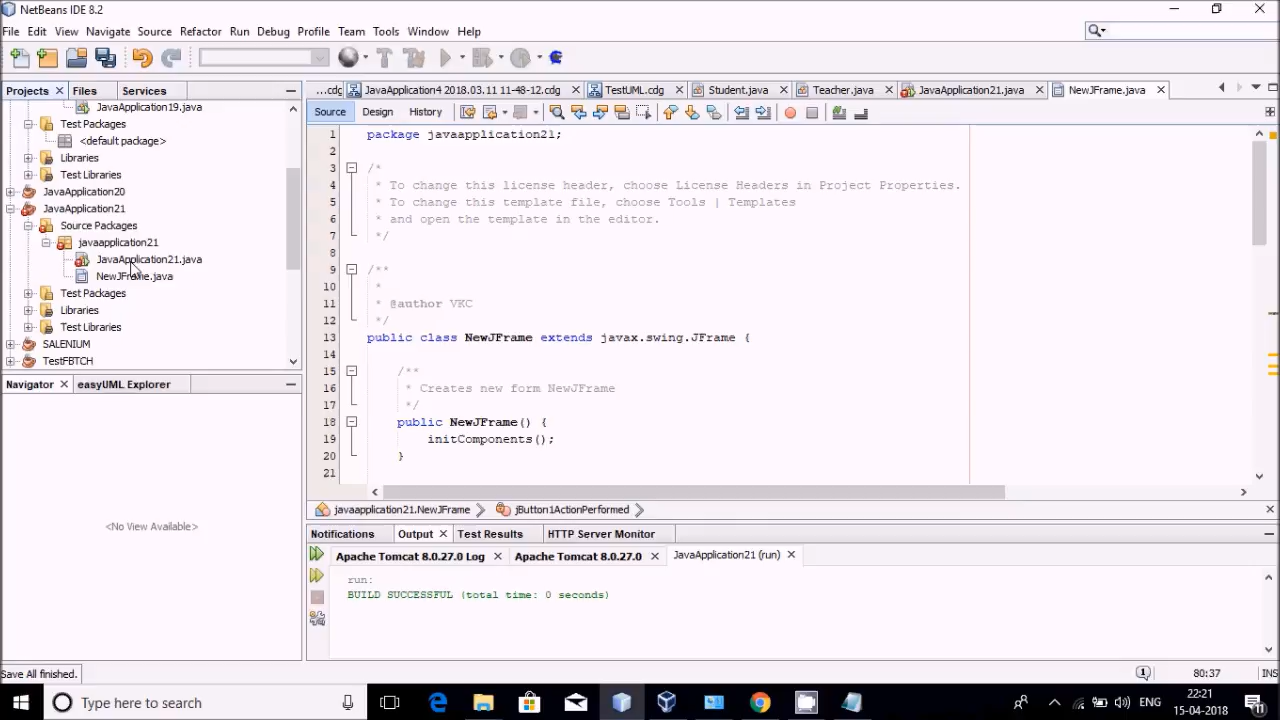 NetBeans IDE 8.2
File Edit View Navigate Source Refactor Run Debug Profile Team Tools Window Help
Projects Files Services
JavaApplication19.java
Test Packages
<default package>
Libraries
Test Libraries
JavaApplication20
JavaApplication21
Source Packages
javaapplication21
JavaApplication21.java
NewJFrame.java
Test Packages
Libraries
Test Libraries
SALENIUM
TestFBTCH
Navigator easyUML Explorer
<No View Available>
...cdg JavaApplication4 2018.03.11 11-48-12.cdg TestUML.cdg Student.java Teacher.java JavaApplication21.java NewJFrame.java
Source Design History
1 package javaapplication21;
2
3 /*
4 * To change this license header, choose License Headers in Project Properties.
5 * To change this template file, choose Tools | Templates
6 * and open the template in the editor.
7 */
8
9 /**
10 *
11 * @author VKC
12 */
13 public class NewJFrame extends javax.swing.JFrame {
14
15 /**
16 * Creates new form NewJFrame
17 */
18 public NewJFrame() {
19 initComponents();
20 }
21
javaapplication21.NewJFrame jButton1ActionPerformed
Notifications Output Test Results HTTP Server Monitor
Apache Tomcat 8.0.27.0 Log Apache Tomcat 8.0.27.0 JavaApplication21 (run)
run:
BUILD SUCCESSFUL (total time: 0 seconds)
Save All finished.
1 80:37 INS
Type here to search
ENG
22:21
15-04-2018
11